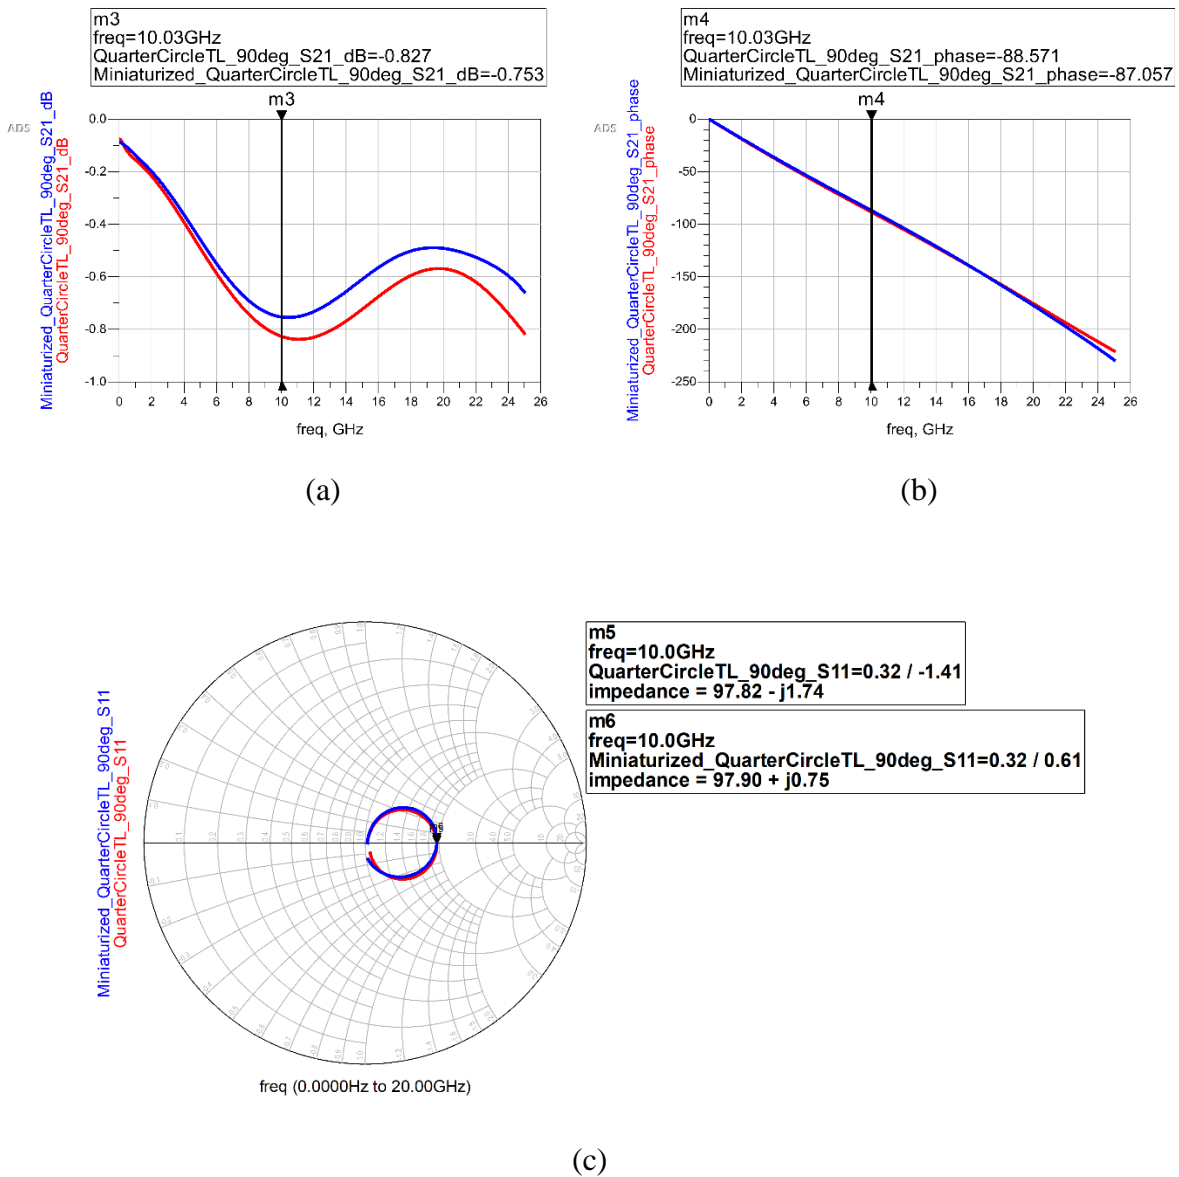 m3
freq=10.03GHz
QuarterCircleTL_90deg_S21_dB=-0.827
Miniaturized_QuarterCircleTL_90deg_S21_dB=-0.753
m3
ADS
Miniaturized_QuarterCircleTL_90deg_S21_dB
QuarterCircleTL_90deg_S21_dB
0.0
-0.2
-0.4
-0.6
-0.8
-1.0
0 2 4 6 8 10 12 14 16 18 20 22 24 26
freq, GHz
(a)
m4
freq=10.03GHz
QuarterCircleTL_90deg_S21_phase=-88.571
Miniaturized_QuarterCircleTL_90deg_S21_phase=-87.057
m4
ADS
Miniaturized_QuarterCircleTL_90deg_S21_phase
QuarterCircleTL_90deg_S21_phase
0
-50
-100
-150
-200
-250
0 2 4 6 8 10 12 14 16 18 20 22 24 26
freq, GHz
(b)
m5
freq=10.0GHz
QuarterCircleTL_90deg_S11=0.32 / -1.41
impedance = 97.82 - j1.74
m6
freq=10.0GHz
Miniaturized_QuarterCircleTL_90deg_S11=0.32 / 0.61
impedance = 97.90 + j0.75
Miniaturized_QuarterCircleTL_90deg_S11
QuarterCircleTL_90deg_S11
freq (0.0000Hz to 20.00GHz)
(c)